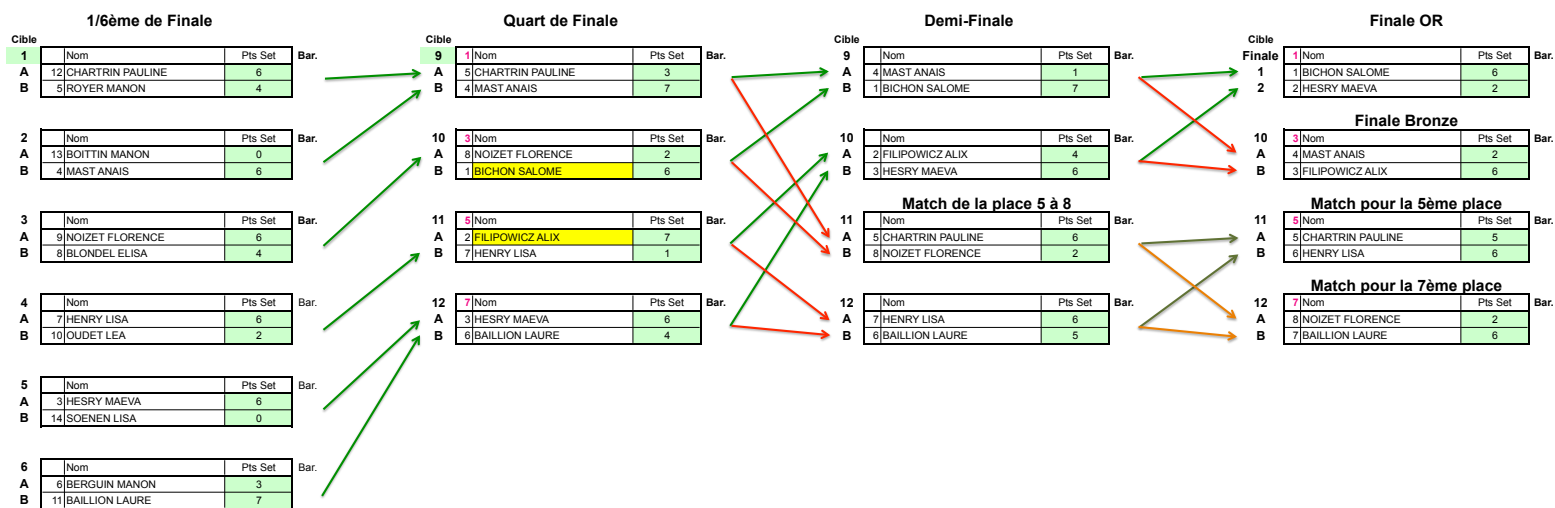 1/6ème de Finale
Quart de Finale
Demi-Finale
Finale OR
Cible
Cible
Cible
Cible
1 Nom Pts Set Bar.
9 1 Nom Pts Set Bar.
9 Nom Pts Set Bar.
Finale 1 Nom Pts Set Bar.
A 12 CHARTRIN PAULINE 6
A 5 CHARTRIN PAULINE 3
A 4 MAST ANAIS 1
1 1 BICHON SALOME 6
B 5 ROYER MANON 4
B 4 MAST ANAIS 7
B 1 BICHON SALOME 7
2 2 HESRY MAEVA 2
Finale Bronze
2 Nom Pts Set Bar.
10 3 Nom Pts Set Bar.
10 Nom Pts Set Bar.
10 3 Nom Pts Set Bar.
A 13 BOITTIN MANON 0
A 8 NOIZET FLORENCE 2
A 2 FILIPOWICZ ALIX 4
A 4 MAST ANAIS 2
B 4 MAST ANAIS 6
B 1 BICHON SALOME 6
B 3 HESRY MAEVA 6
B 3 FILIPOWICZ ALIX 6
Match de la place 5 à 8
Match pour la 5ème place
3 Nom Pts Set Bar.
11 5 Nom Pts Set Bar.
11 Nom Pts Set Bar.
11 5 Nom Pts Set Bar.
A 9 NOIZET FLORENCE 6
A 2 FILIPOWICZ ALIX 7
A 5 CHARTRIN PAULINE 6
A 5 CHARTRIN PAULINE 5
B 8 BLONDEL ELISA 4
B 7 HENRY LISA 1
B 8 NOIZET FLORENCE 2
B 6 HENRY LISA 6
Match pour la 7ème place
4 Nom Pts Set Bar.
12 7 Nom Pts Set Bar.
12 Nom Pts Set Bar.
12 7 Nom Pts Set Bar.
A 7 HENRY LISA 6
A 3 HESRY MAEVA 6
A 7 HENRY LISA 6
A 8 NOIZET FLORENCE 2
B 10 OUDET LEA 2
B 6 BAILLION LAURE 4
B 6 BAILLION LAURE 5
B 7 BAILLION LAURE 6
5 Nom Pts Set Bar.
A 3 HESRY MAEVA 6
B 14 SOENEN LISA 0
6 Nom Pts Set Bar.
A 6 BERGUIN MANON 3
B 11 BAILLION LAURE 7